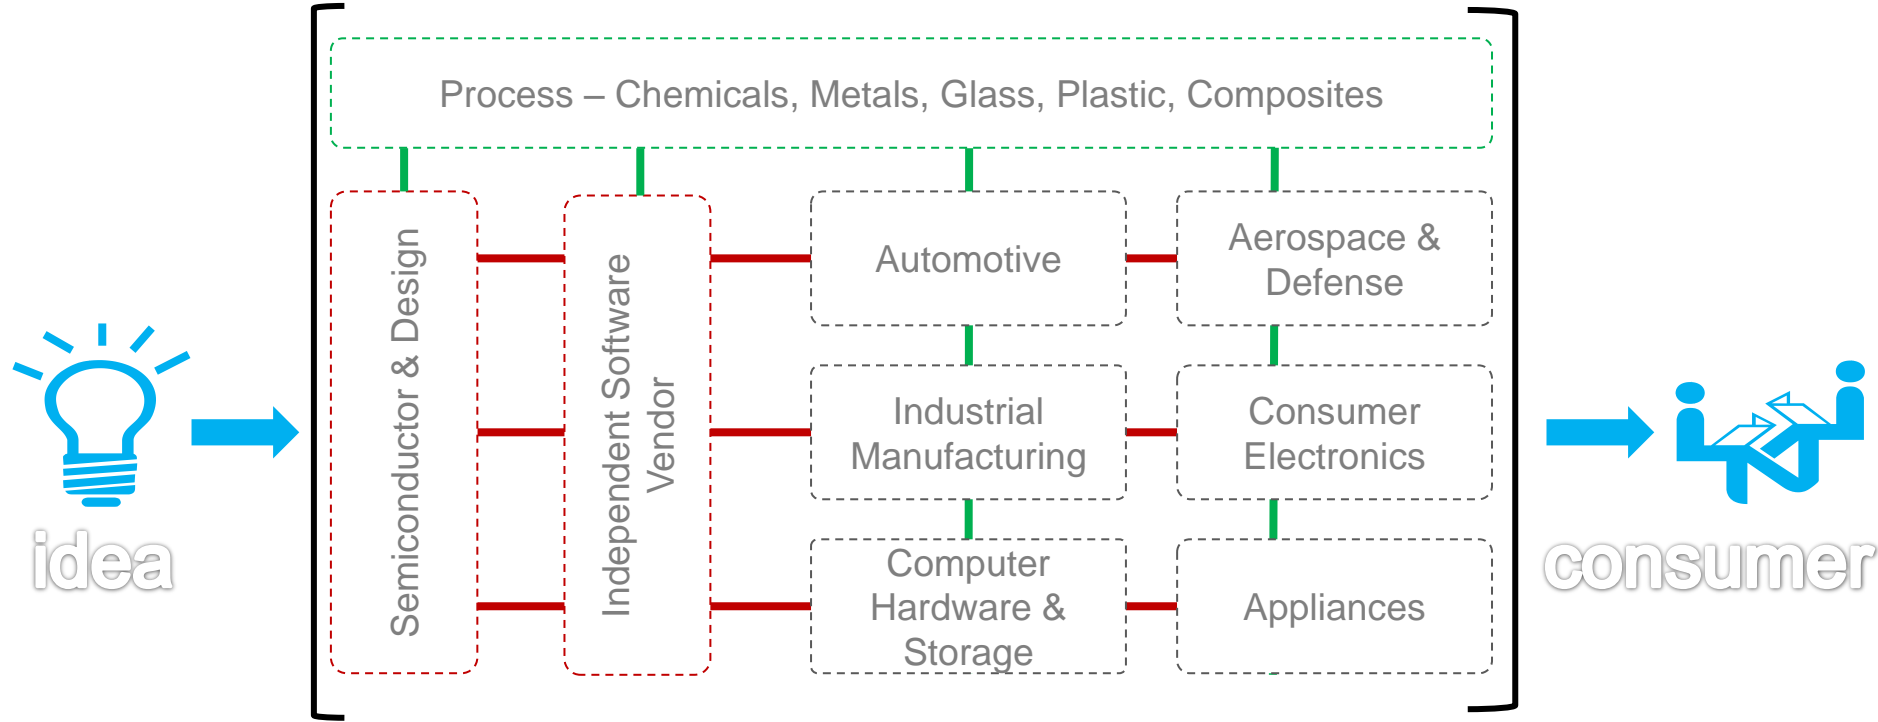 Process – Chemicals, Metals, Glass, Plastic, Composites
Semiconductor & Design
Independent Software
Vendor
Automotive
Aerospace &
Defense
Industrial
Manufacturing
Consumer
Electronics
Computer
Hardware &
Storage
Appliances
idea
consumer